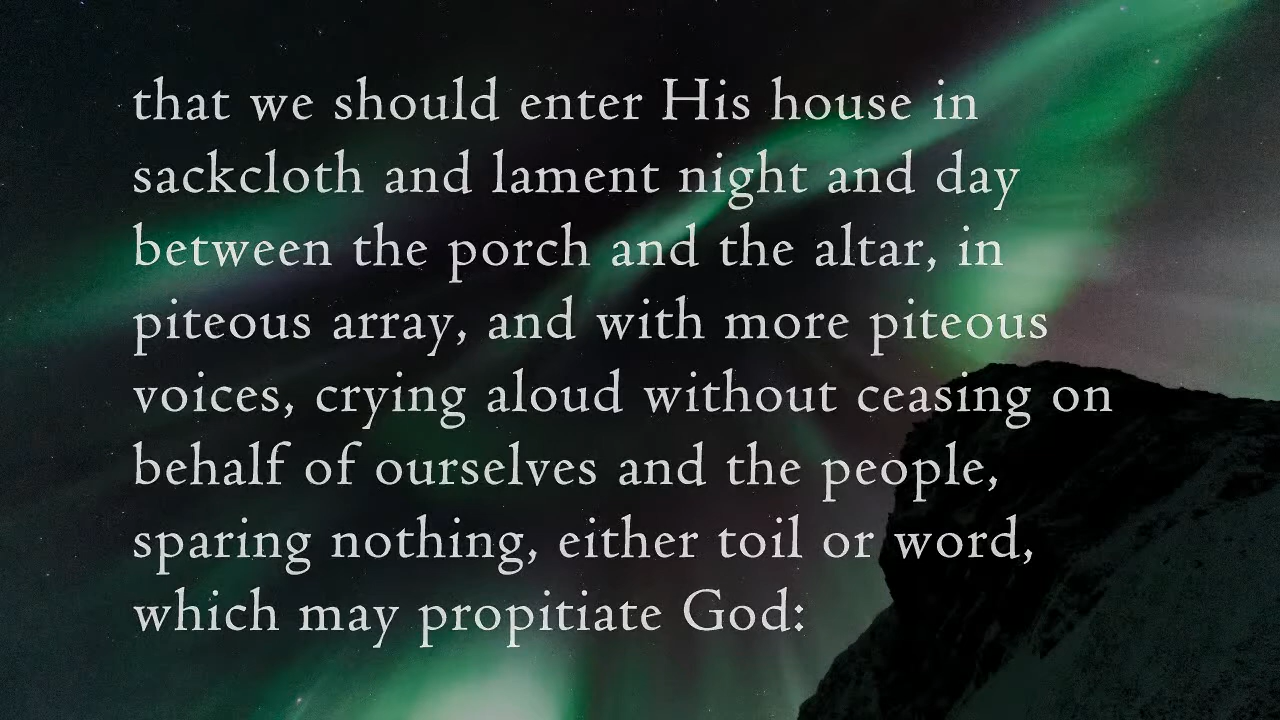 that we should enter His house in
sackcloth and lament night and day
between the porch and the altar, in
piteous array, and with more piteous
voices, crying aloud without ceasing on
behalf of ourselves and the people,
sparing nothing, either toil or word,
which may propitiate God: